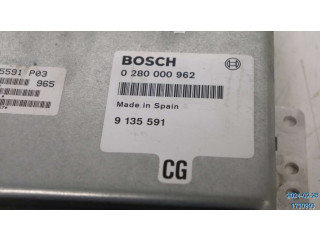 5591 P03
965
BOSCH
0 280 000 962
Made in Spain
9 135 591
CG